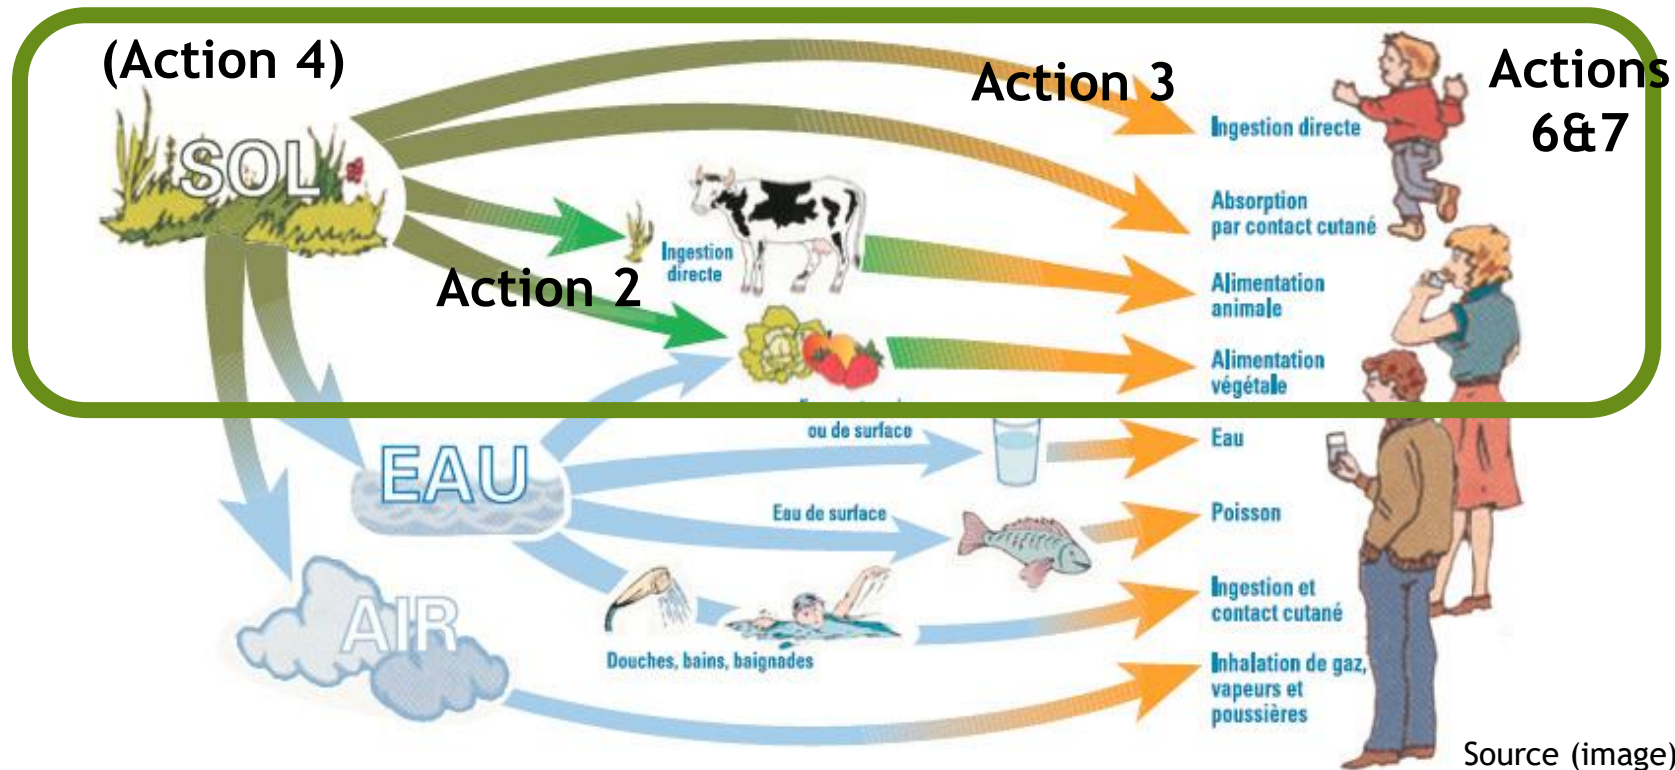 (Action 4)
Action 3
Actions
6&7
SOL
Ingestion directe
Absorption
par contact cutané
Ingestion
directe
Action 2
Alimentation
animale
Alimentation
végétale
ou de surface
Eau
EAU
Eau de surface
Poisson
AIR
Ingestion et
contact cutané
Douches, bains, baignades
Inhalation de gaz,
vapeurs et
poussières
Source (image)